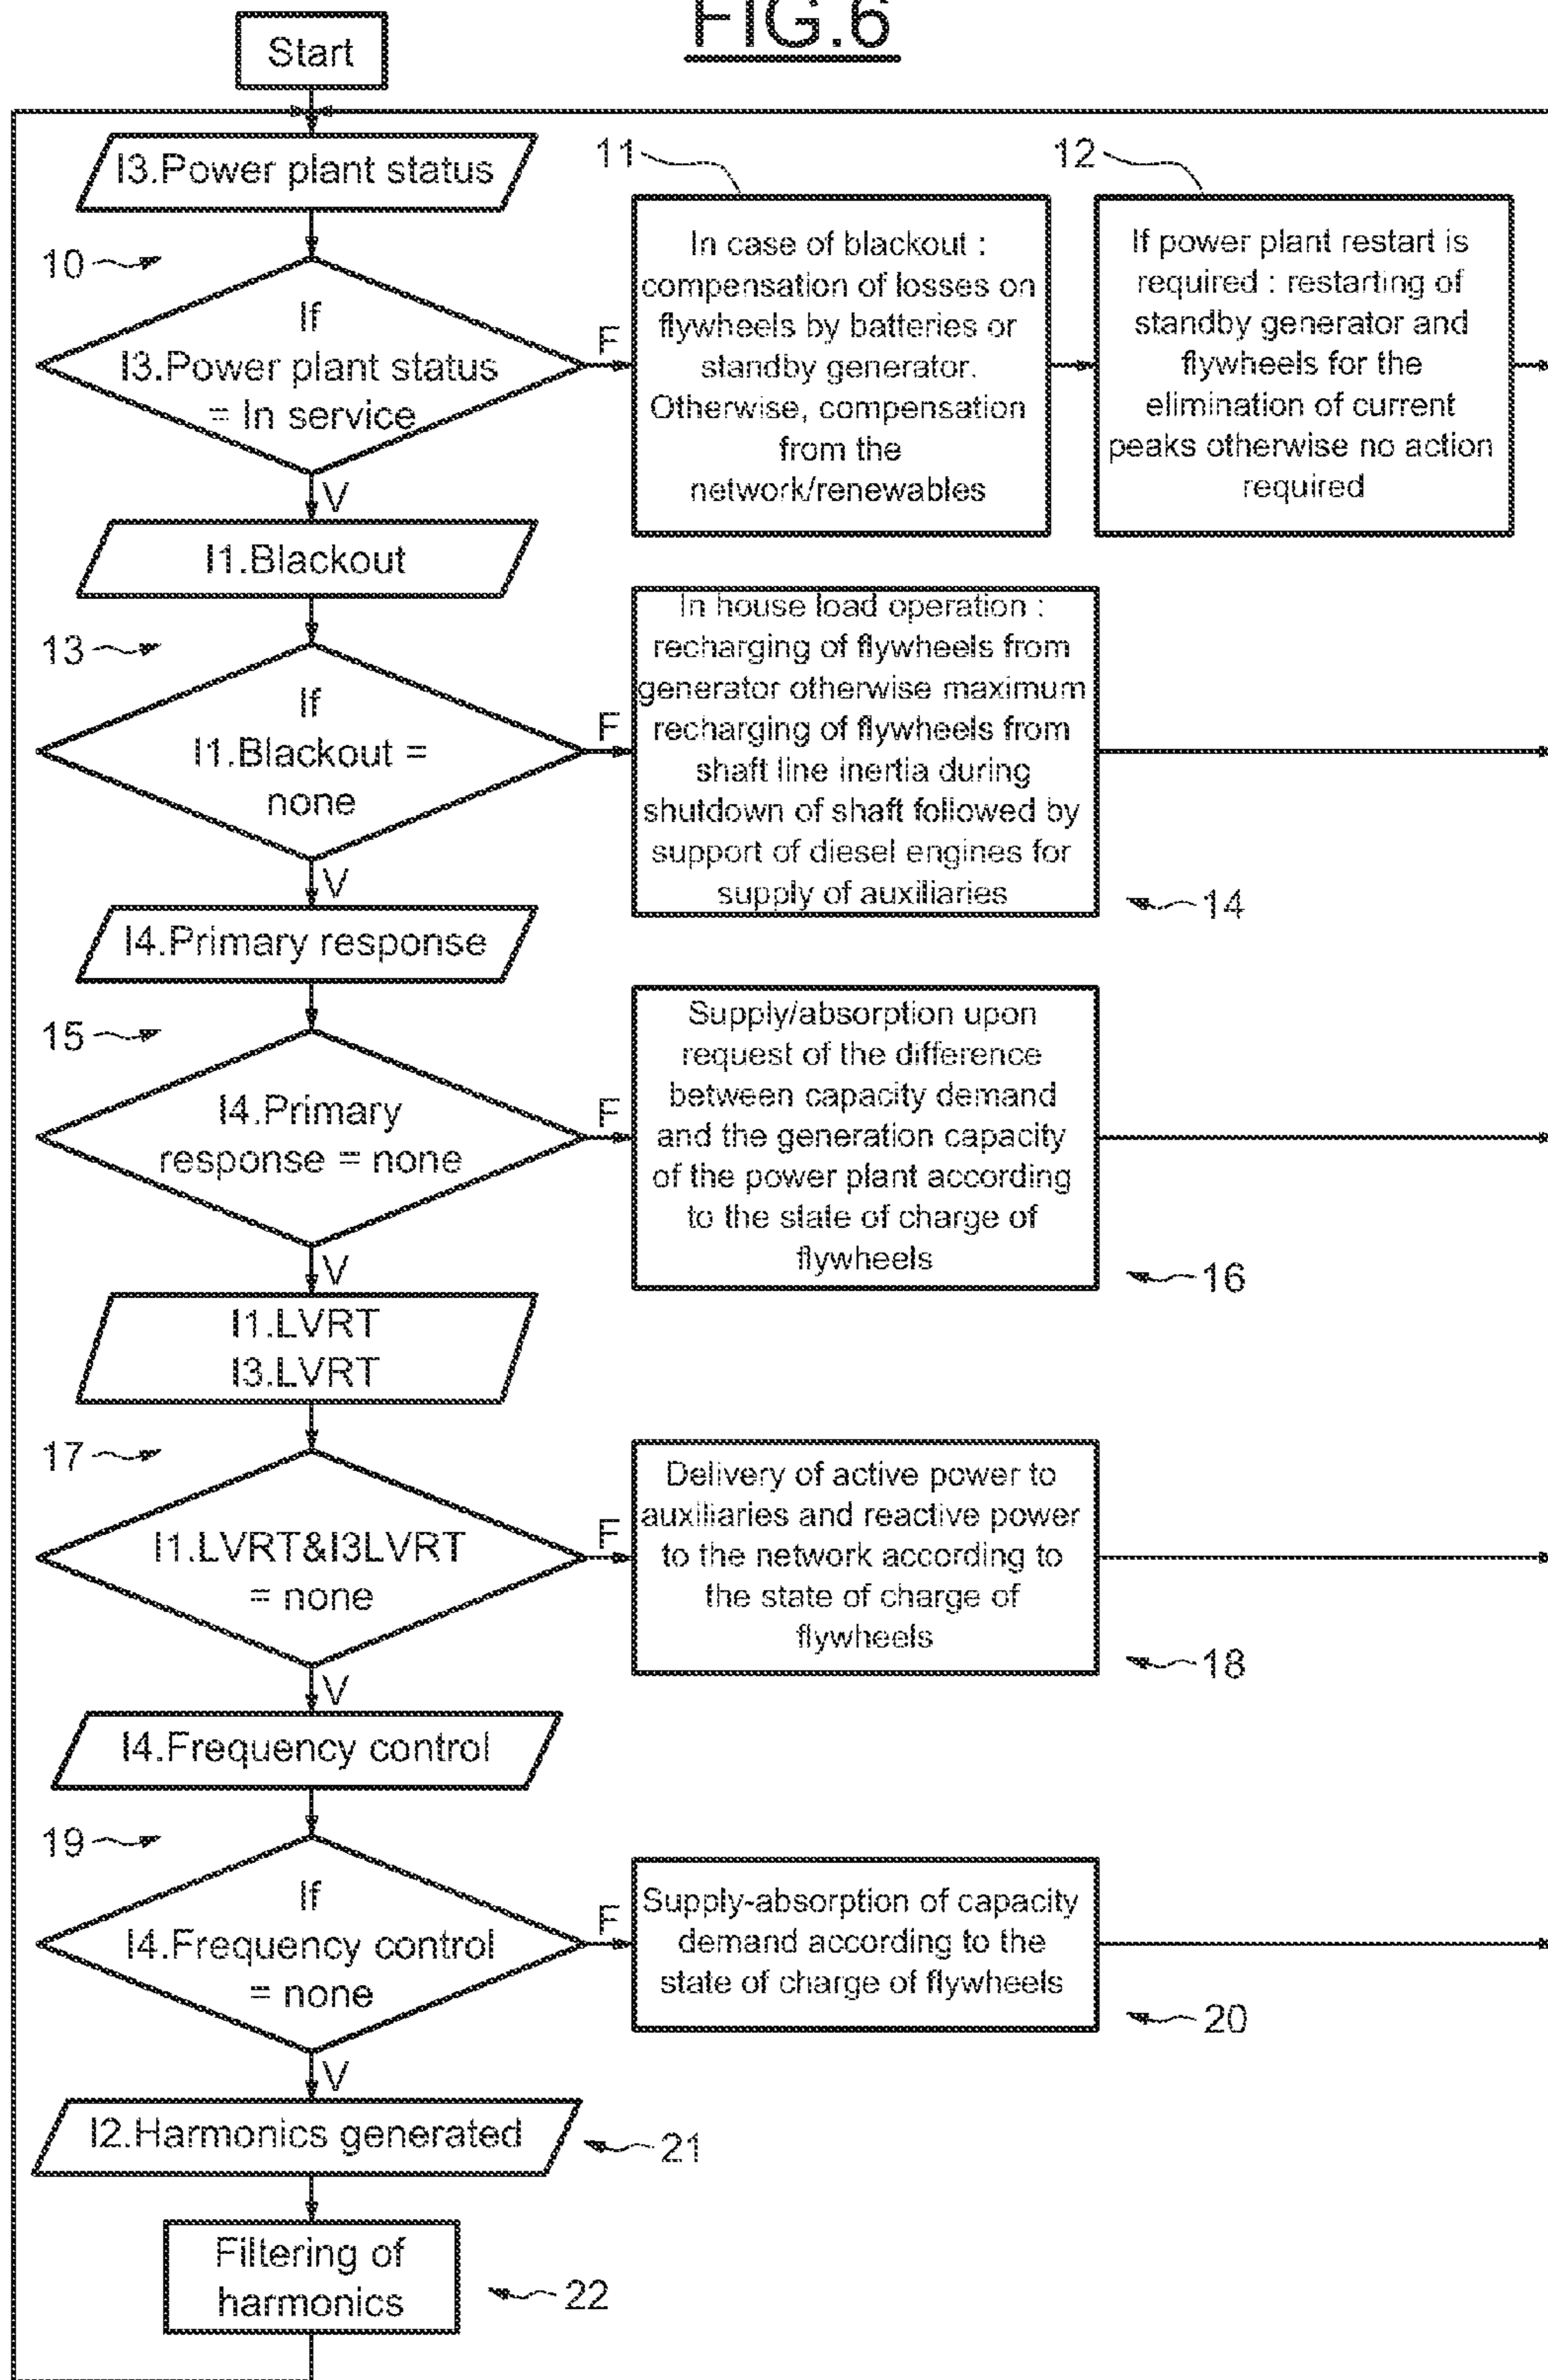 FIG.6
Start
I3.Power plant status
10
If
I3.Power plant status
= In service
F
V
11
In case of blackout :
compensation of losses on
flywheels by batteries or
standby generator.
Otherwise, compensation
from the
network/renewables
12
If power plant restart is
required : restarting of
standby generator and
flywheels for the
elimination of current
peaks otherwise no action
required
I1.Blackout
13
If
I1.Blackout =
none
F
V
In house load operation :
recharging of flywheels from
generator otherwise maximum
recharging of flywheels from
shaft line inertia during
shutdown of shaft followed by
support of diesel engines for
supply of auxiliaries
14
I4.Primary response
15
I4.Primary
response = none
F
V
Supply/absorption upon
request of the difference
between capacity demand
and the generation capacity
of the power plant according
to the state of charge of
flywheels
16
I1.LVRT
I3.LVRT
17
I1.LVRT&I3LVRT
= none
F
V
Delivery of active power to
auxiliaries and reactive power
to the network according to
the state of charge of
flywheels
18
I4.Frequency control
19
If
I4.Frequency control
= none
F
V
Supply-absorption of capacity
demand according to the
state of charge of flywheels
20
I2.Harmonics generated
21
Filtering of
harmonics
22